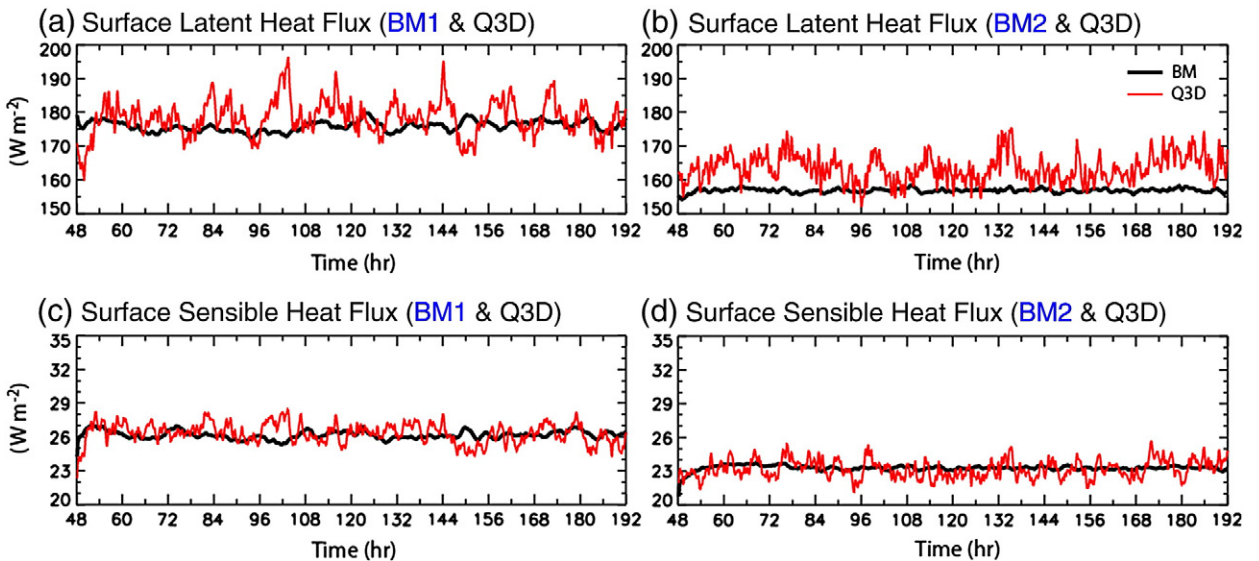 (a) Surface Latent Heat Flux (BM1 & Q3D)
(b) Surface Latent Heat Flux (BM2 & Q3D)
200
190
180
170
160
150
(W m-2)
48 60 72 84 96 108 120 132 144 156 168 180 192
Time (hr)
200
190
180
170
160
150
BM
Q3D
48 60 72 84 96 108 120 132 144 156 168 180 192
Time (hr)
(c) Surface Sensible Heat Flux (BM1 & Q3D)
(d) Surface Sensible Heat Flux (BM2 & Q3D)
35
32
29
26
23
20
(W m-2)
48 60 72 84 96 108 120 132 144 156 168 180 192
Time (hr)
35
32
29
26
23
20
48 60 72 84 96 108 120 132 144 156 168 180 192
Time (hr)